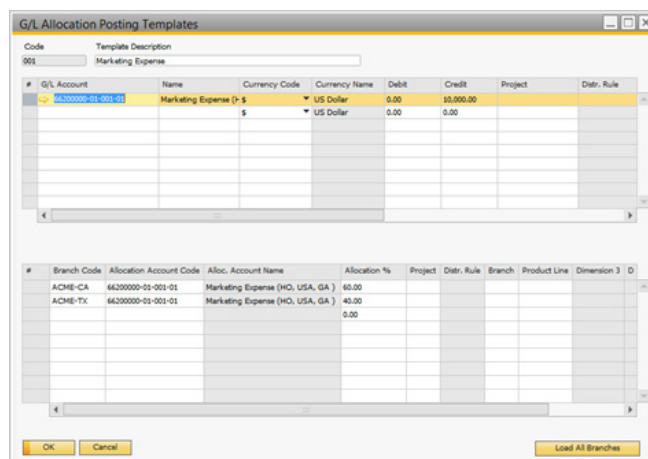 G/L Allocation Posting Templates
Code Template Description
001 Marketing Expense
# G/L Account Name Currency Code Currency Name Debit Credit Project Distr. Rule
66200000-01-001-01 Marketing Expense (H $ US Dollar 0.00 10,000.00
$ US Dollar 0.00 0.00
# Branch Code Allocation Account Code Alloc. Account Name Allocation % Project Distr. Rule Branch Product Line Dimension 3 D
ACME-CA 66200000-01-001-01 Marketing Expense (HO, USA, GA ) 60.00
ACME-TX 66200000-01-001-01 Marketing Expense (HO, USA, GA ) 40.00
0.00
OK Cancel Load All Branches